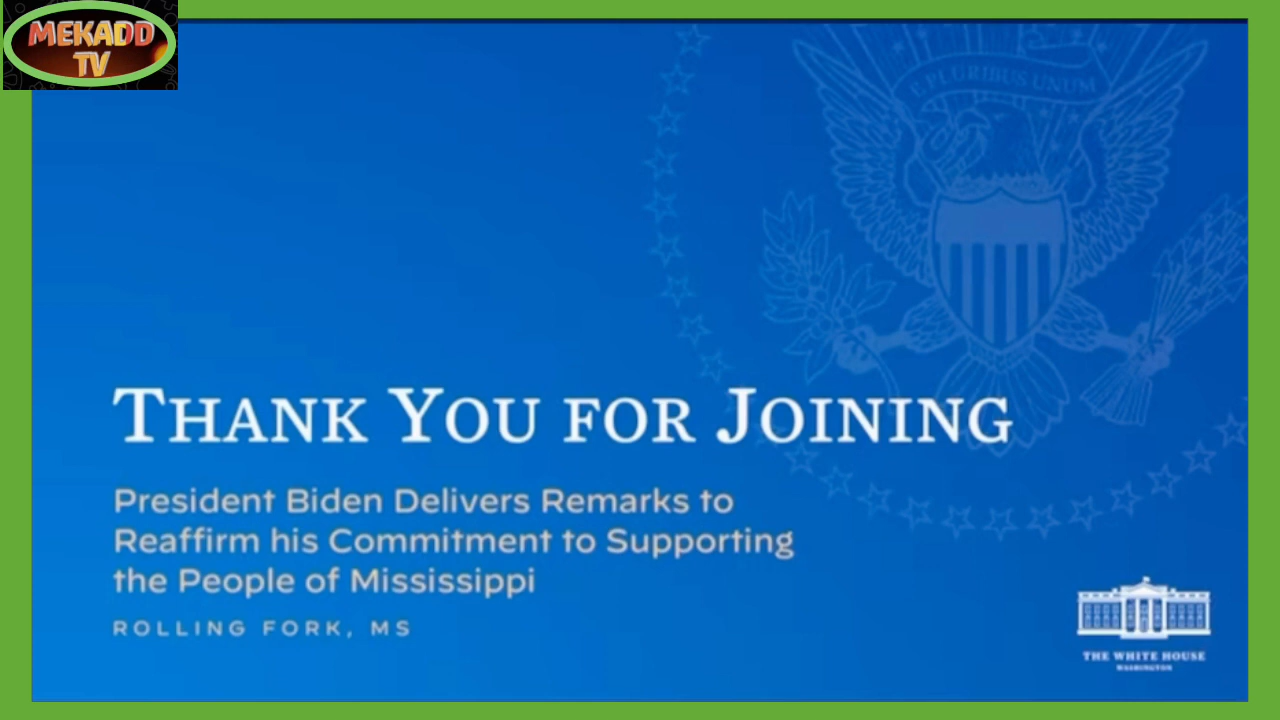 MEKADD
TV
E PLURIBUS UNUM
THANK YOU FOR JOINING
President Biden Delivers Remarks to
Reaffirm his Commitment to Supporting
the People of Mississippi
ROLLING FORK, MS
THE WHITE HOUSE
WASHINGTON